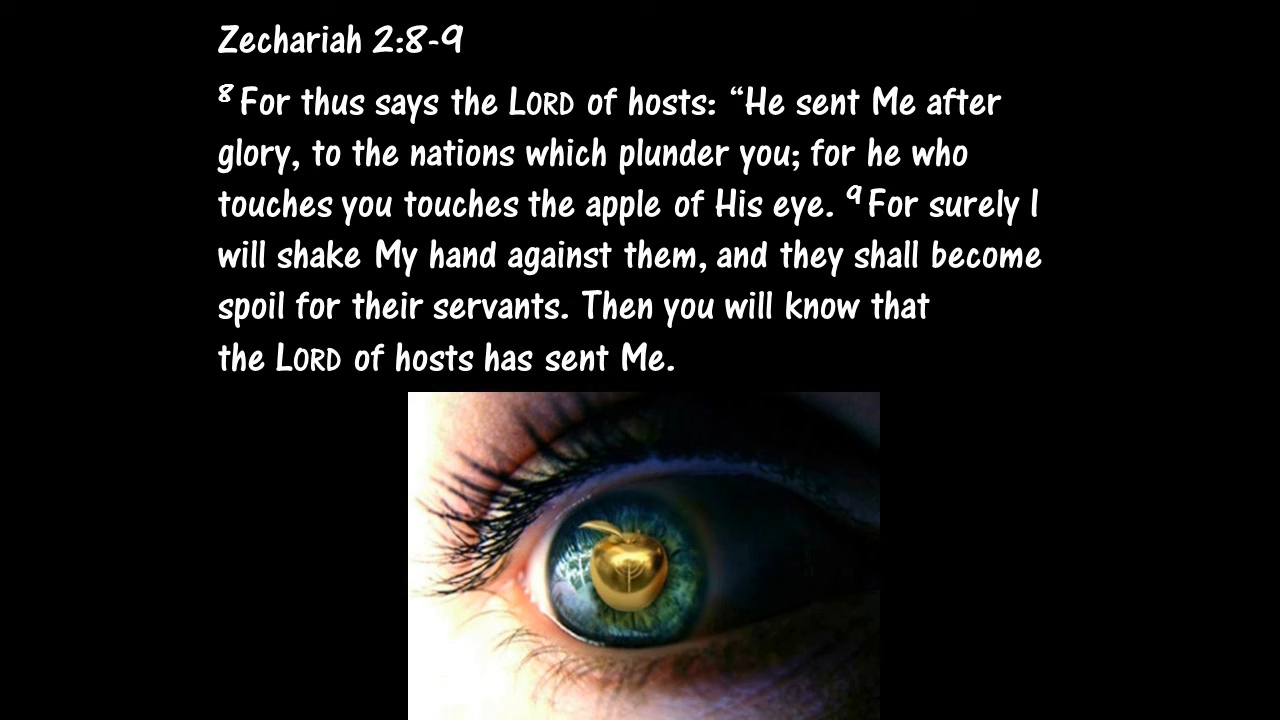 Zechariah 2:8-9
8 For thus says the LORD of hosts: “He sent Me after
glory, to the nations which plunder you; for he who
touches you touches the apple of His eye. 9 For surely I
will shake My hand against them, and they shall become
spoil for their servants. Then you will know that
the LORD of hosts has sent Me.